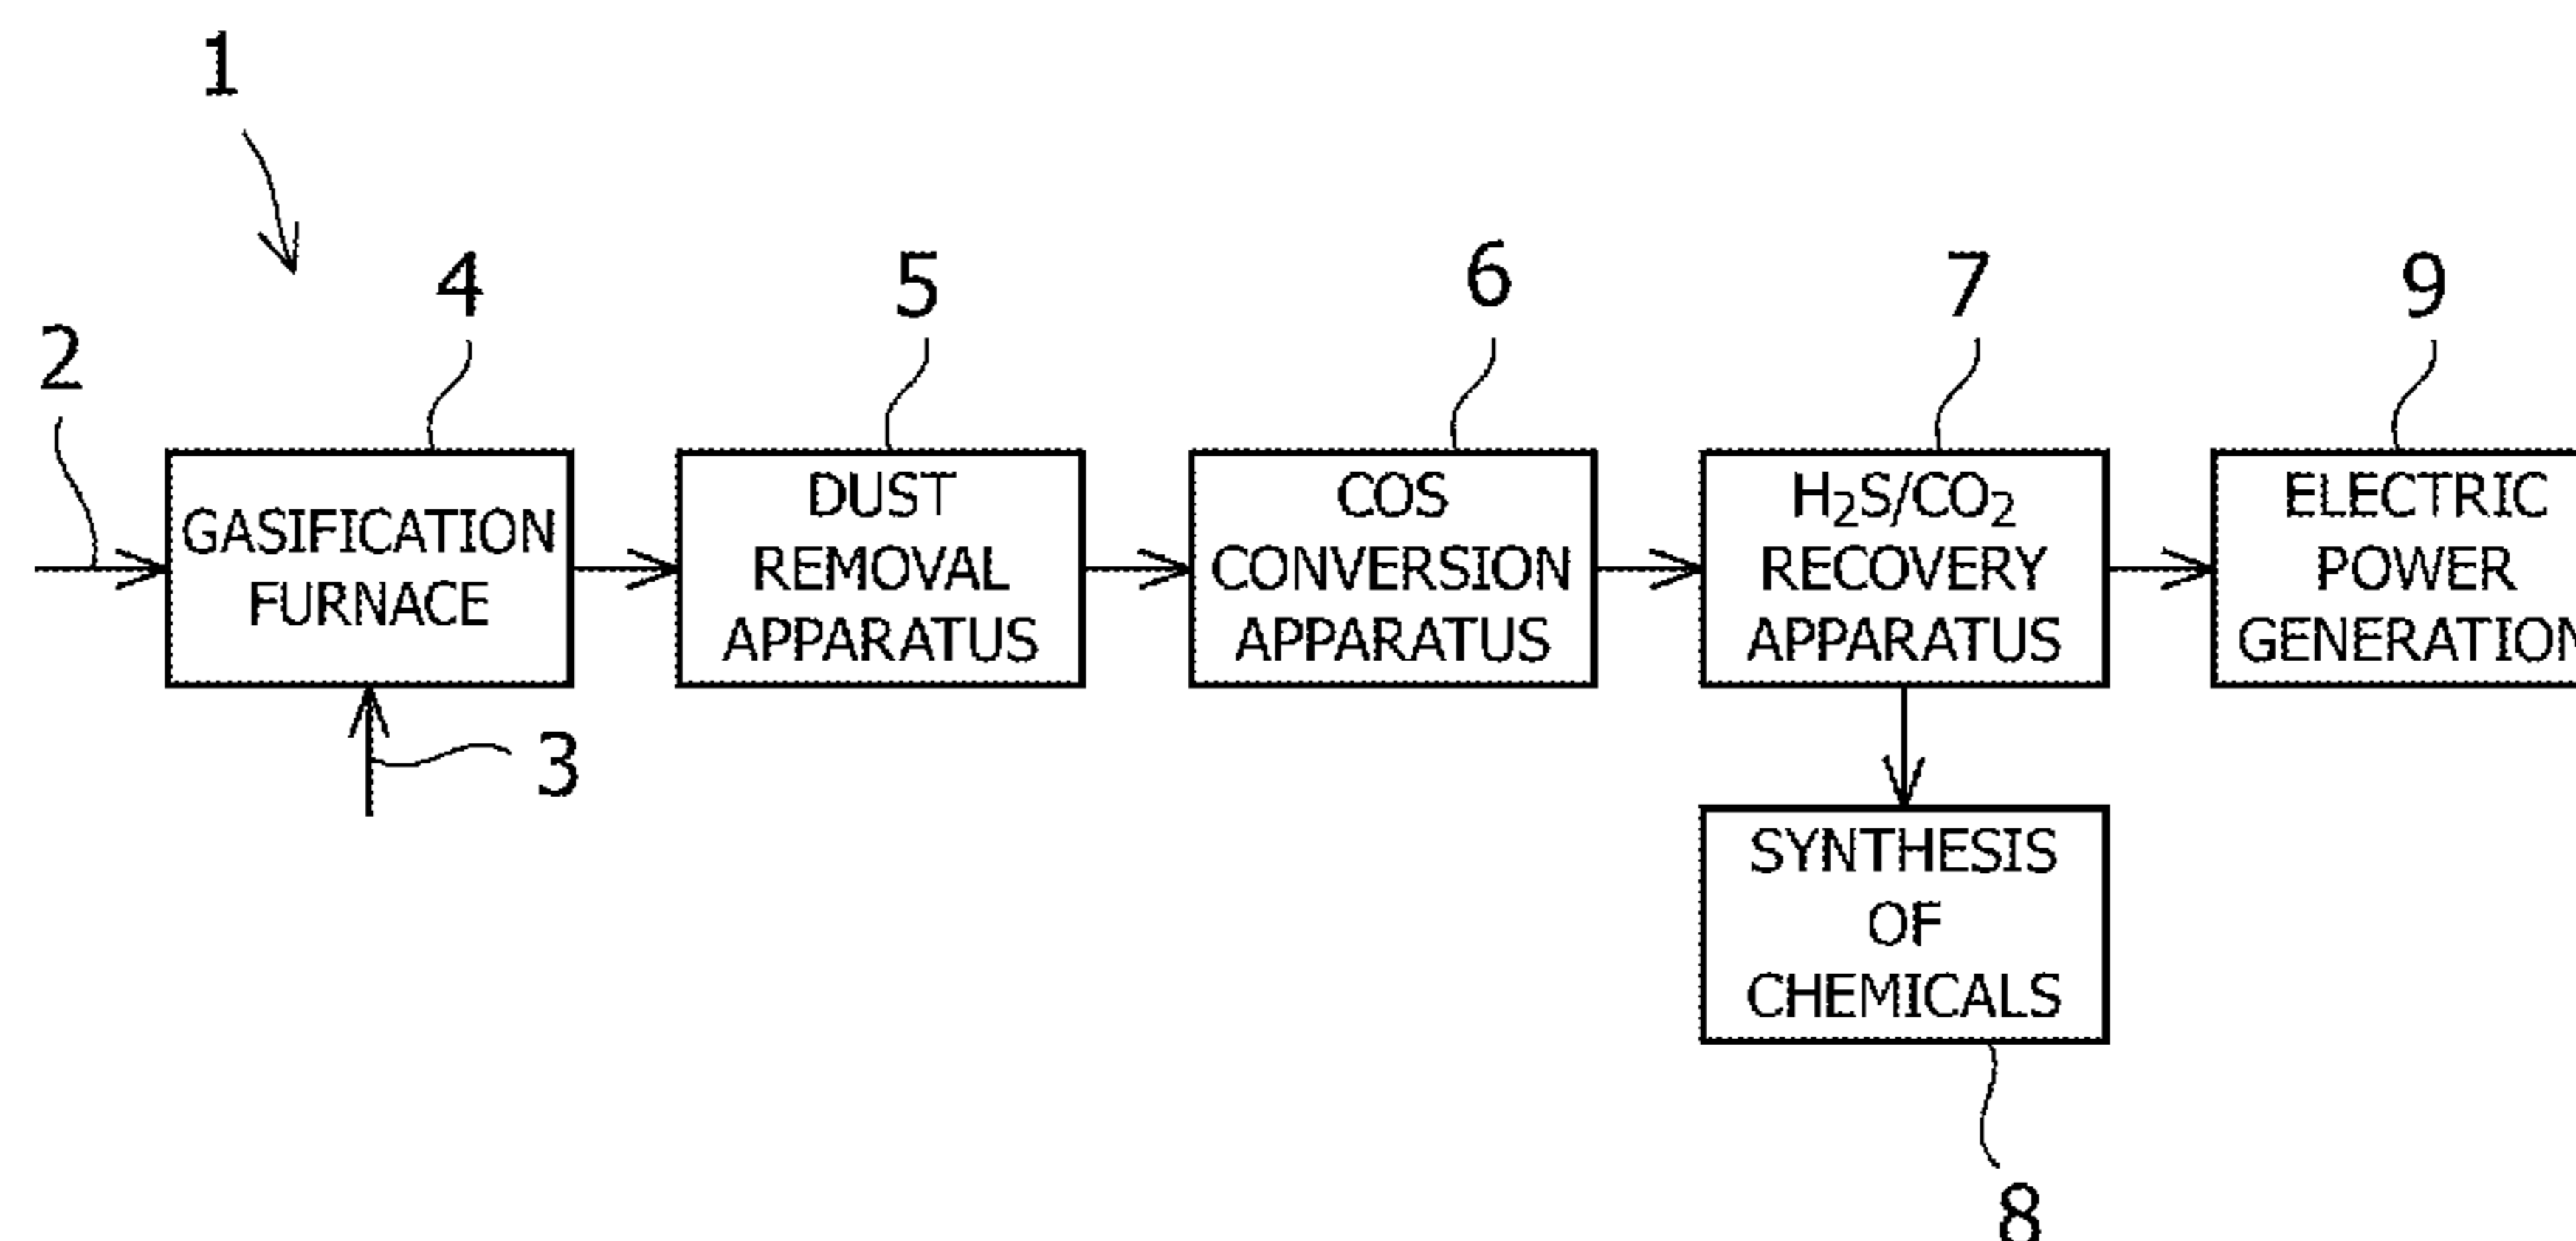 1
2
3
4
5
6
7
9
GASIFICATION
FURNACE
DUST
REMOVAL
APPARATUS
COS
CONVERSION
APPARATUS
H₂S/CO₂
RECOVERY
APPARATUS
ELECTRIC
POWER
GENERATION
SYNTHESIS
OF
CHEMICALS
8